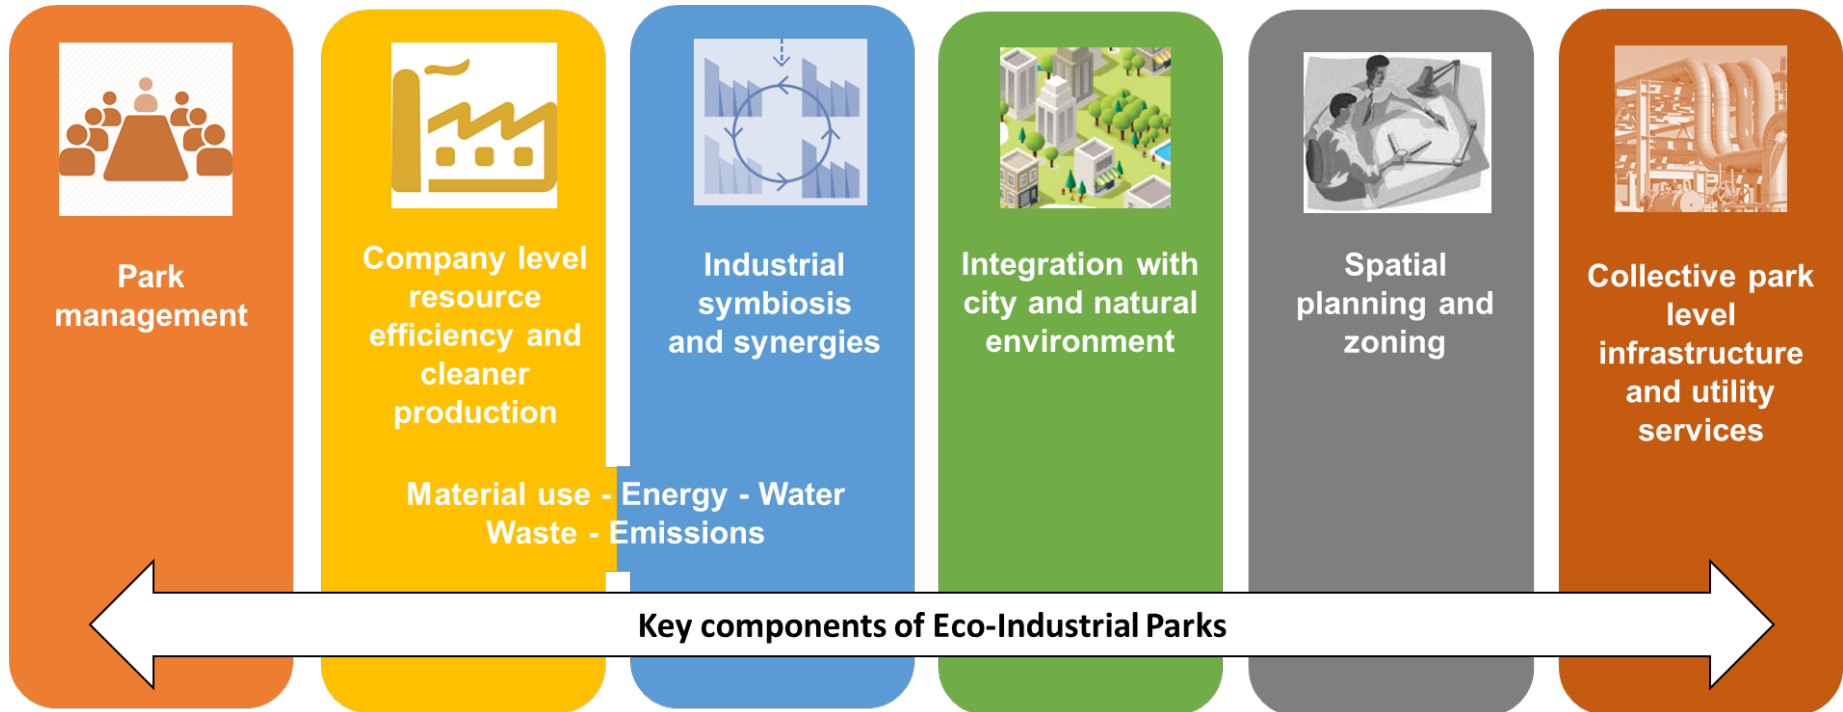 Park
management
Company level
resource
efficiency and
cleaner
production
Industrial
symbiosis
and synergies
Integration with
city and natural
environment
Spatial
planning and
zoning
Collective park
level
infrastructure
and utility
services
Material use - Energy - Water
Waste - Emissions
Key components of Eco-Industrial Parks